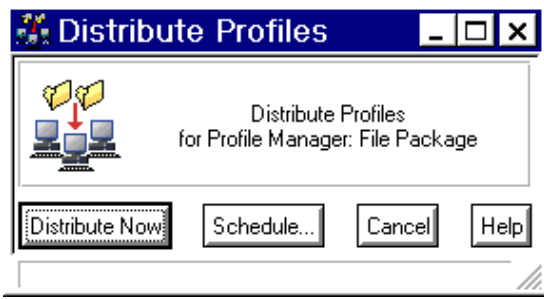 Distribute Profiles
Distribute Profiles
for Profile Manager: File Package
Distribute Now Schedule... Cancel Help